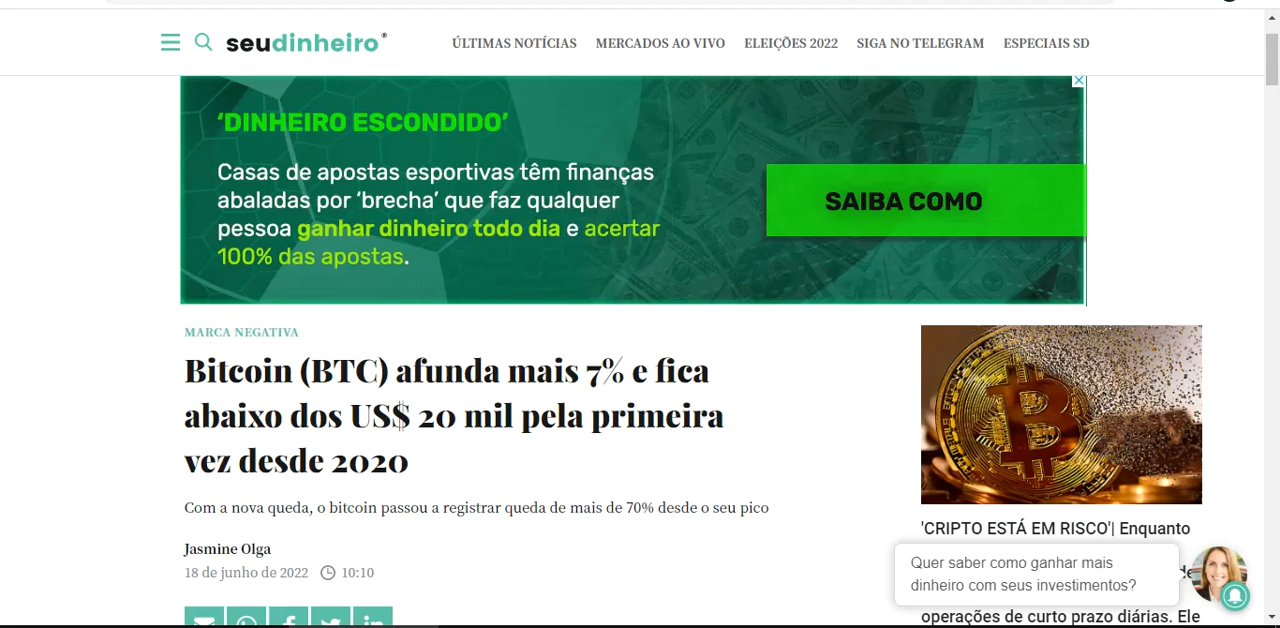 seudinheiro®
ÚLTIMAS NOTÍCIAS MERCADOS AO VIVO ELEIÇÕES 2022 SIGA NO TELEGRAM ESPECIAIS SD
‘DINHEIRO ESCONDIDO’
Casas de apostas esportivas têm finanças
abaladas por ‘brecha’ que faz qualquer
pessoa ganhar dinheiro todo dia e acertar
100% das apostas.
SAIBA COMO
MARCA NEGATIVA
Bitcoin (BTC) afunda mais 7% e fica
abaixo dos US$ 20 mil pela primeira
vez desde 2020
Com a nova queda, o bitcoin passou a registrar queda de mais de 70% desde o seu pico
Jasmine Olga
18 de junho de 2022 10:10
'CRIPTO ESTÁ EM RISCO'| Enquanto
Quer saber como ganhar mais
dinheiro com seus investimentos?
operações de curto prazo diárias. Ele